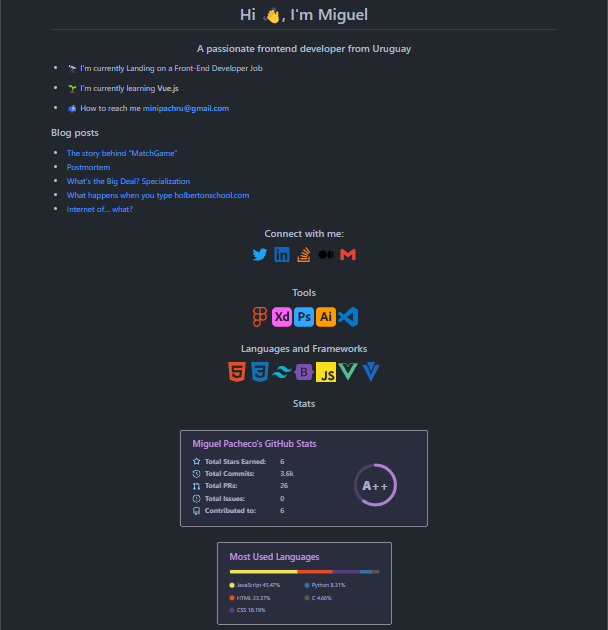 Hi 👋, I'm Miguel
A passionate frontend developer from Uruguay
🔭 I'm currently Landing on a Front-End Developer Job
🌱 I'm currently learning Vue.js
📫 How to reach me minipachru@gmail.com
Blog posts
The story behind "MatchGame"
Postmortem
What's the Big Deal? Specialization
What happens when you type holbertonschool.com
Internet of... what?
Connect with me:
Tools
Xd Ps Ai
Languages and Frameworks
5 3 B JS
Stats
Miguel Pacheco's GitHub Stats
Total Stars Earned: 6
Total Commits: 3.6k
Total PRs: 26
Total Issues: 0
Contributed to: 6
A++
Most Used Languages
JavaScript 45.47% Python 8.31%
HTML 23.37% C 4.66%
CSS 18.19%